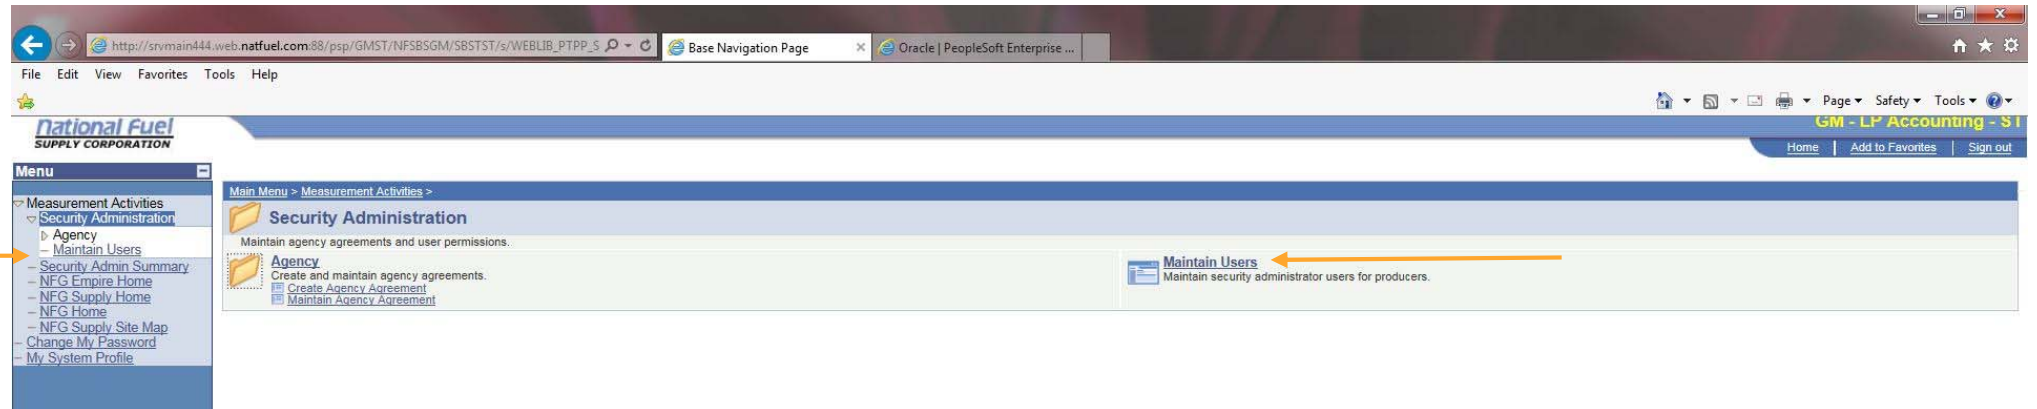 http://srvmain444.web.natfuel.com:88/psp/GMST/NFSBSGM/SBSTST/s/WEBLIB_PTPP_S
Base Navigation Page
Oracle | PeopleSoft Enterprise ...
File Edit View Favorites Tools Help
Page Safety Tools
National Fuel
SUPPLY CORPORATION
GM - LP Accounting - ST
Home | Add to Favorites | Sign out
Menu
Measurement Activities
Security Administration
Agency
Maintain Users
Security Admin Summary
NFG Empire Home
NFG Supply Home
NFG Home
NFG Supply Site Map
Change My Password
My System Profile
Main Menu > Measurement Activities >
Security Administration
Maintain agency agreements and user permissions.
Agency
Create and maintain agency agreements.
Create Agency Agreement
Maintain Agency Agreement
Maintain Users
Maintain security administrator users for producers.